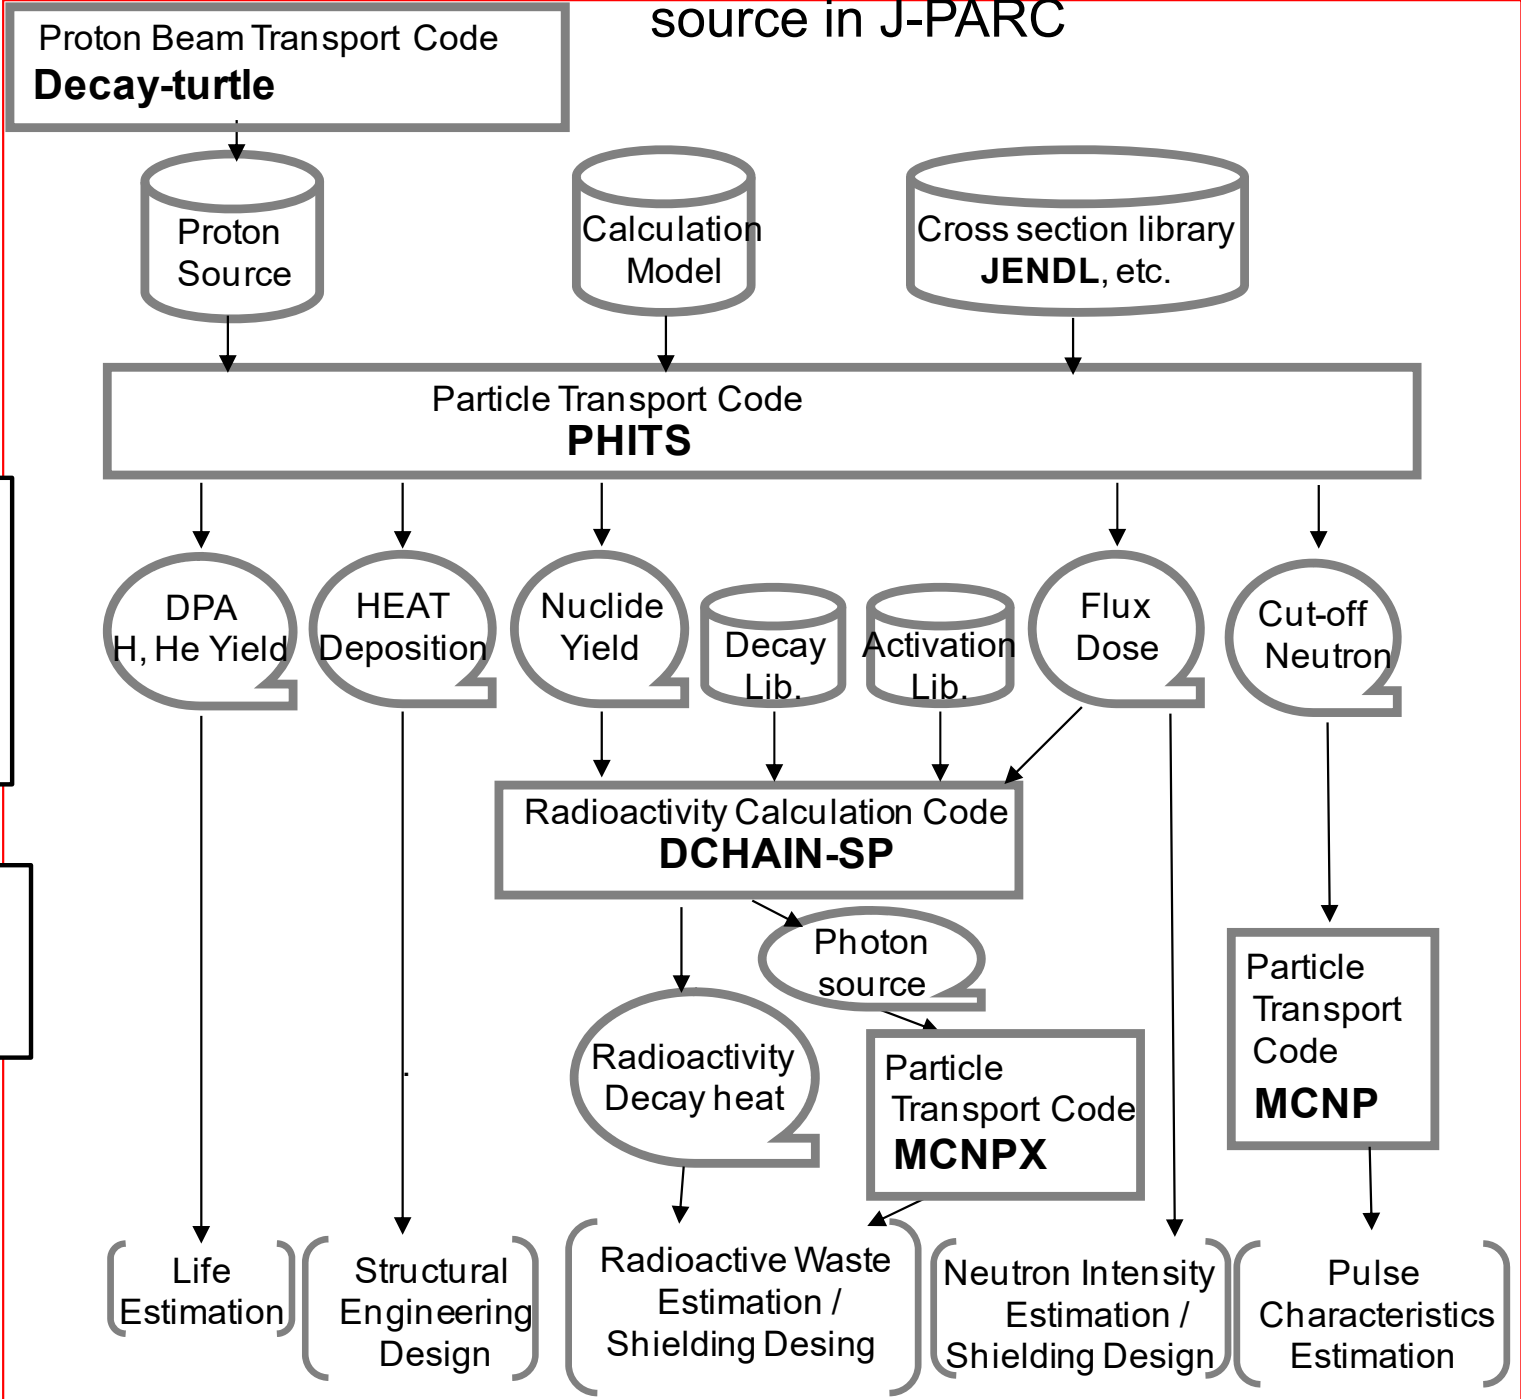 source in J-PARC
Proton Beam Transport Code
Decay-turtle
Proton
Source
Calculation
Model
Cross section library
JENDL, etc.
Particle Transport Code
PHITS
DPA
H, He Yield
HEAT
Deposition
Nuclide
Yield
Decay
Lib.
Activation
Lib.
Flux
Dose
Cut-off
Neutron
Radioactivity Calculation Code
DCHAIN-SP
Photon
source
Radioactivity
Decay heat
Particle
Transport Code
MCNPX
Particle
Transport
Code
MCNP
Life
Estimation
Structural
Engineering
Design
Radioactive Waste
Estimation /
Shielding Desing
Neutron Intensity
Estimation /
Shielding Design
Pulse
Characteristics
Estimation